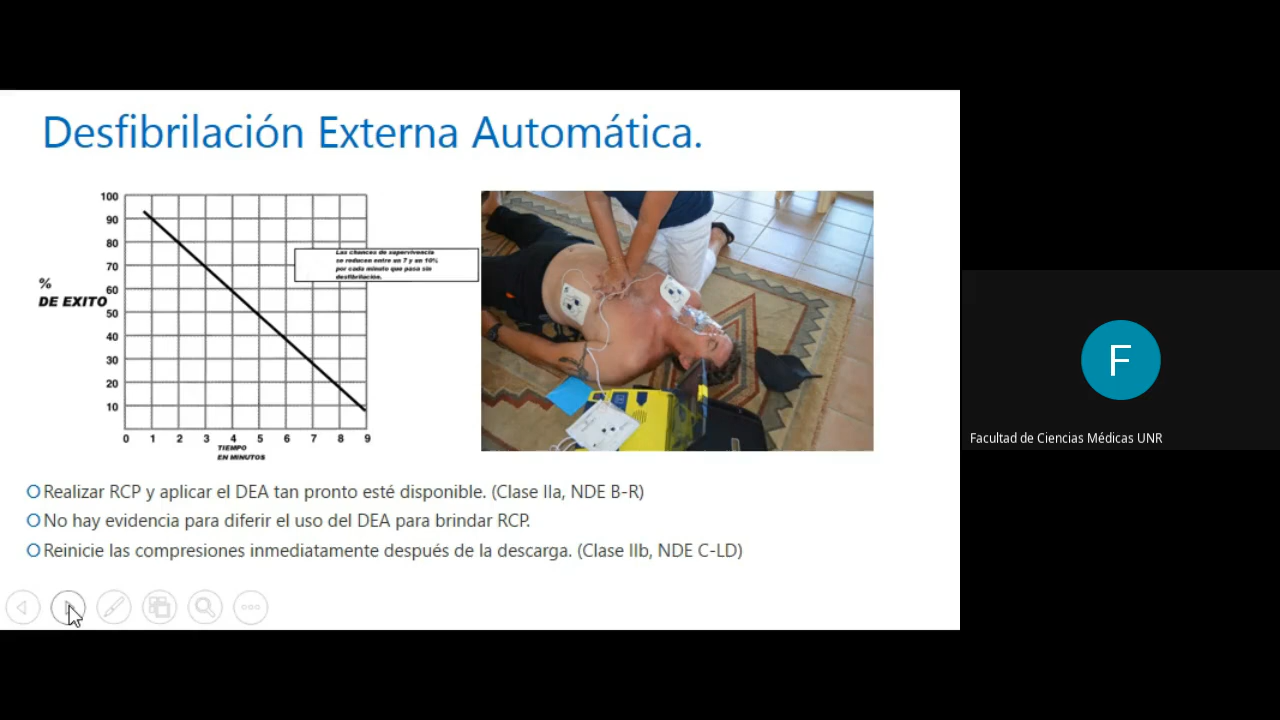 Desfibrilación Externa Automática.
100
90
80
70
60
50
40
30
20
10
%
DE EXITO
Las chances de supervivencia
se reducen entre un 7 y un 10%
por cada minuto que pasa sin
desfibrilación.
0 1 2 3 4 5 6 7 8 9
TIEMPO
EN MINUTOS
Realizar RCP y aplicar el DEA tan pronto esté disponible. (Clase IIa, NDE B-R)
No hay evidencia para diferir el uso del DEA para brindar RCP.
Reinicie las compresiones inmediatamente después de la descarga. (Clase IIb, NDE C-LD)
F
Facultad de Ciencias Médicas UNR